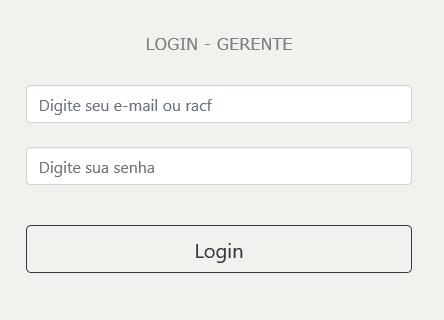 LOGIN - GERENTE
Digite seu e-mail ou racf
Digite sua senha
Login